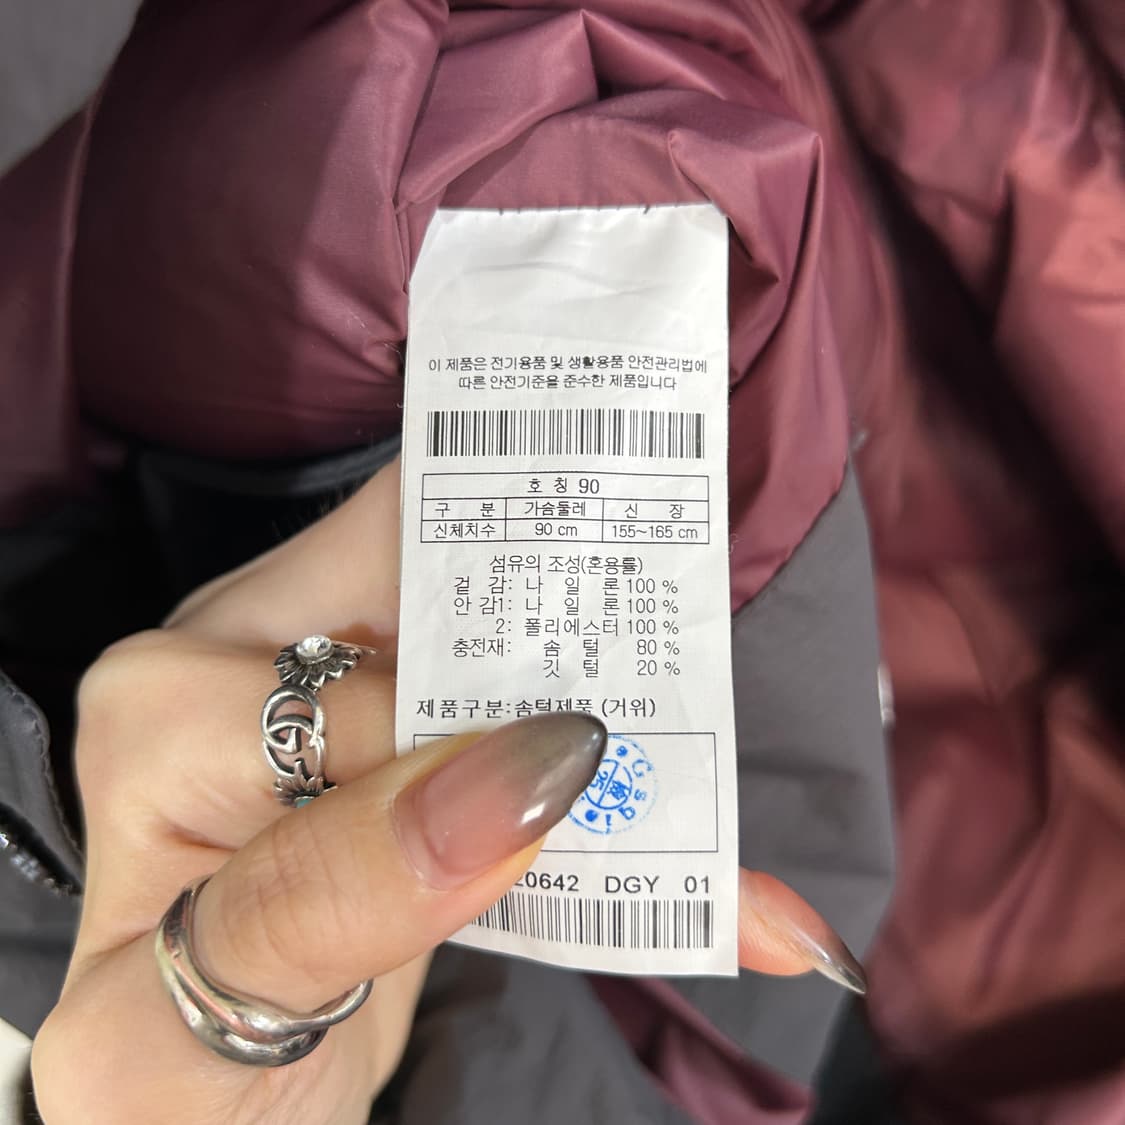 이 제품은 전기용품 및 생활용품 안전관리법에
따른 안전기준을 준수한 제품입니다
호 칭 90
구 분 가슴둘레 신 장
신체치수 90 cm 155~165 cm
섬유의 조성(혼용률)
겉 감: 나 일 론 100 %
안 감1: 나 일 론 100 %
2: 폴리에스터 100 %
충전재: 솜 털 80 %
깃 털 20 %
제품구분:솜털제품 (거위)
Gsqi
20642 DGY 01